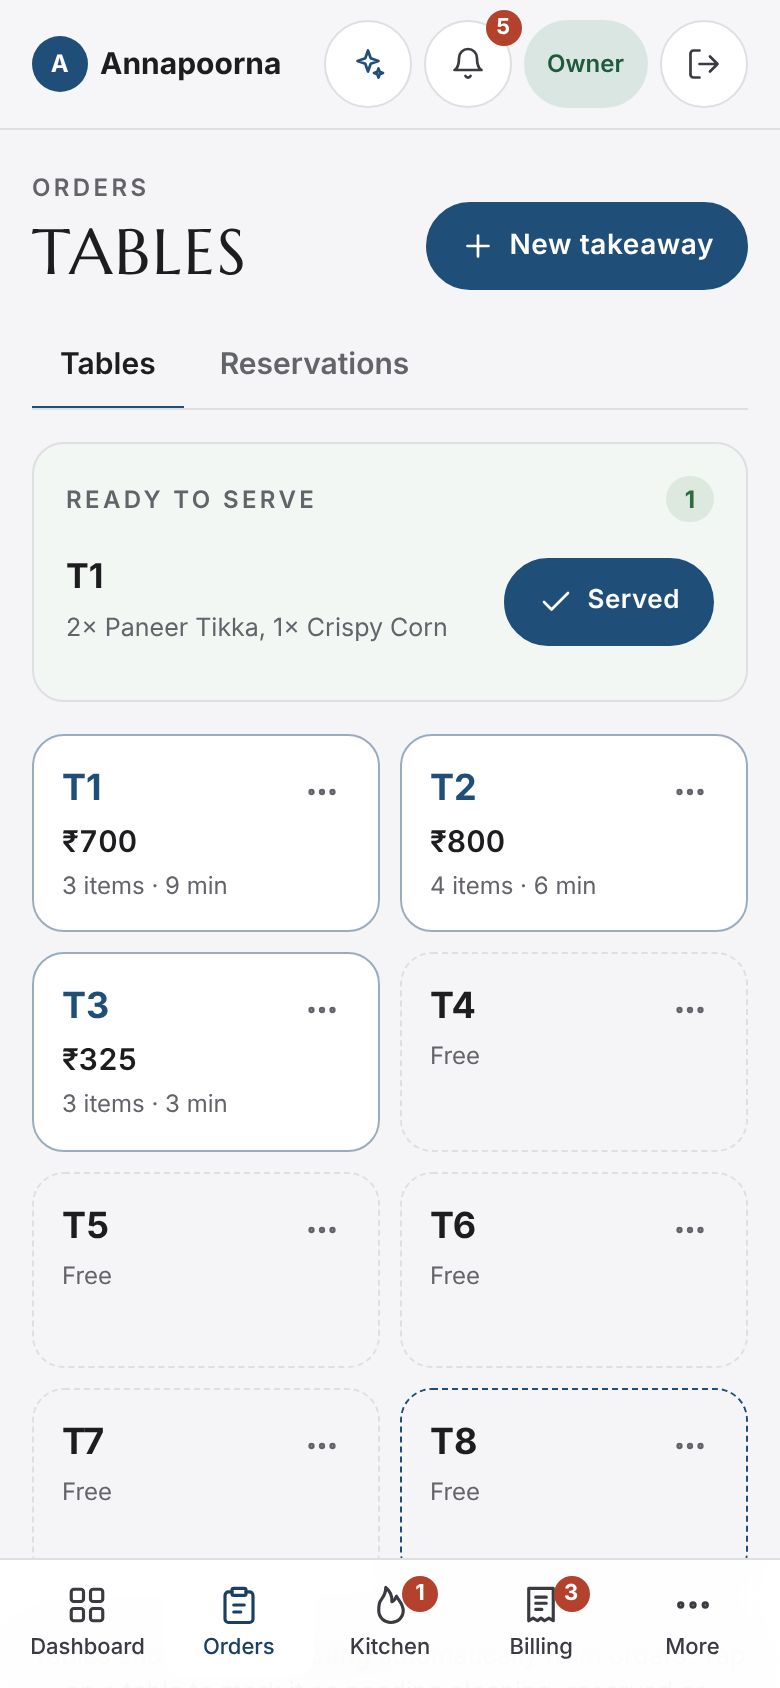 A Annapoorna 5 Owner
ORDERS
TABLES
+ New takeaway
Tables Reservations
READY TO SERVE 1
T1
2× Paneer Tikka, 1× Crispy Corn
Served
T1
₹700
3 items · 9 min
T2
₹800
4 items · 6 min
T3
₹325
3 items · 3 min
T4
Free
T5
Free
T6
Free
T7
Free
T8
Free
1 3
Dashboard Orders Kitchen Billing More